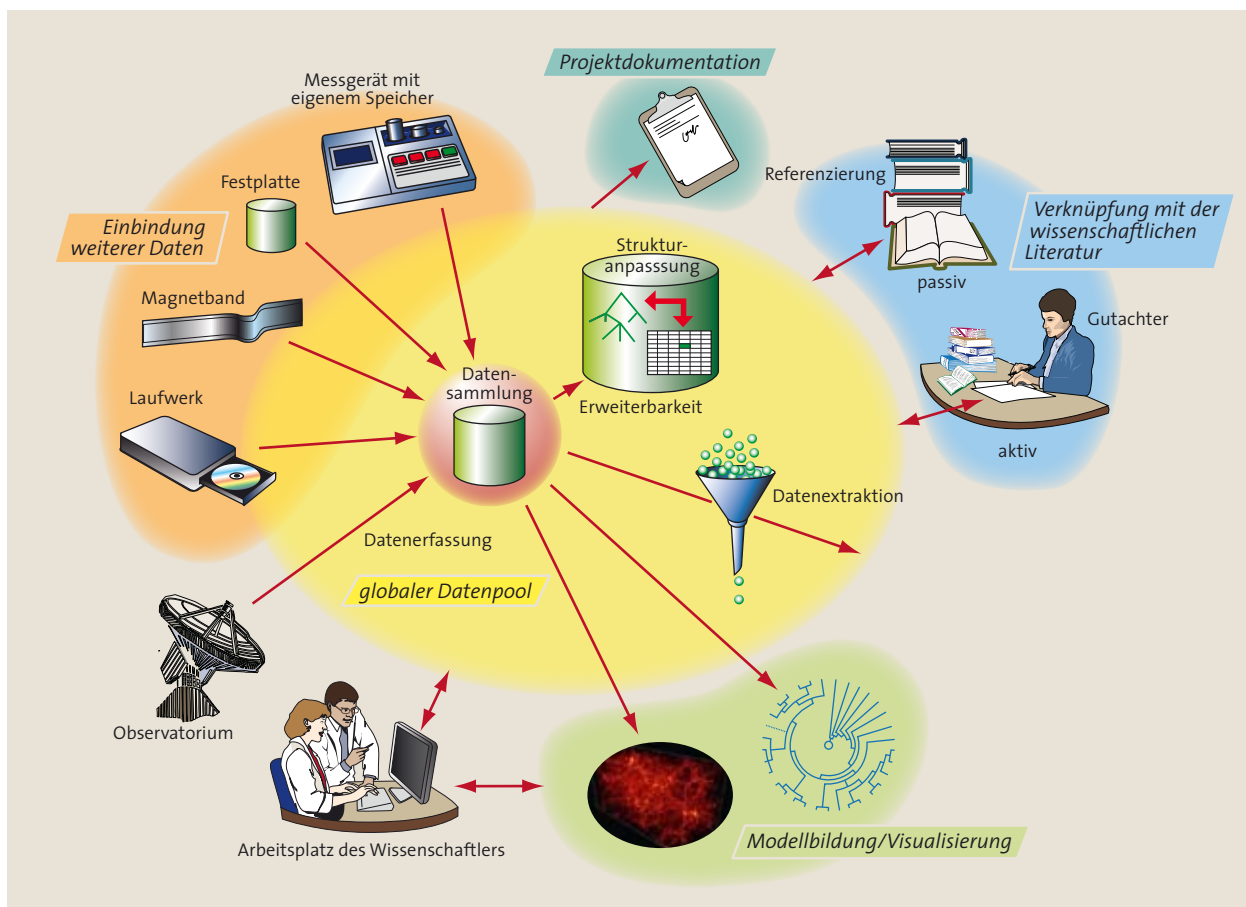 Projektdokumentation
Messgerät mit
eigenem Speicher
Referenzierung
Festplatte
Einbindung
weiterer Daten
Verknüpfung mit der
wissenschaftlichen
Literatur
Struktur-
anpasssung
passiv
Magnetband
Gutachter
Daten-
sammlung
Laufwerk
Erweiterbarkeit
aktiv
Datenextraktion
Datenerfassung
globaler Datenpool
Observatorium
Arbeitsplatz des Wissenschaftlers
Modellbildung/Visualisierung